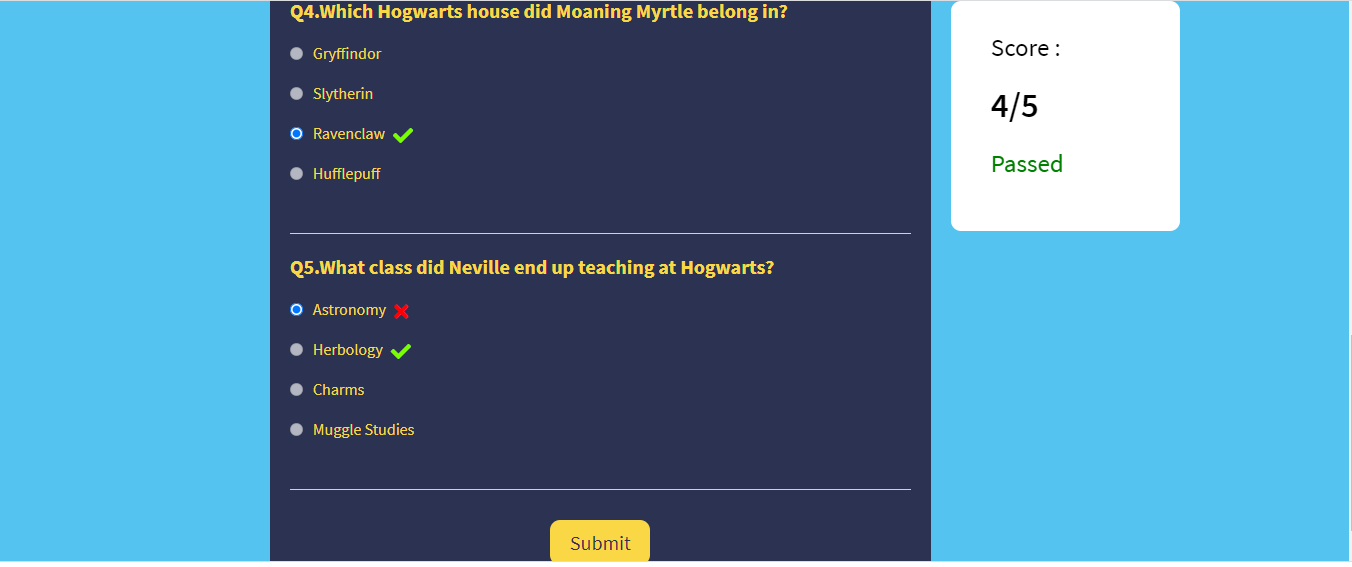 Q4.Which Hogwarts house did Moaning Myrtle belong in?
Gryffindor
Slytherin
Ravenclaw
Hufflepuff
Q5.What class did Neville end up teaching at Hogwarts?
Astronomy
Herbology
Charms
Muggle Studies
Submit
Score :
4/5
Passed